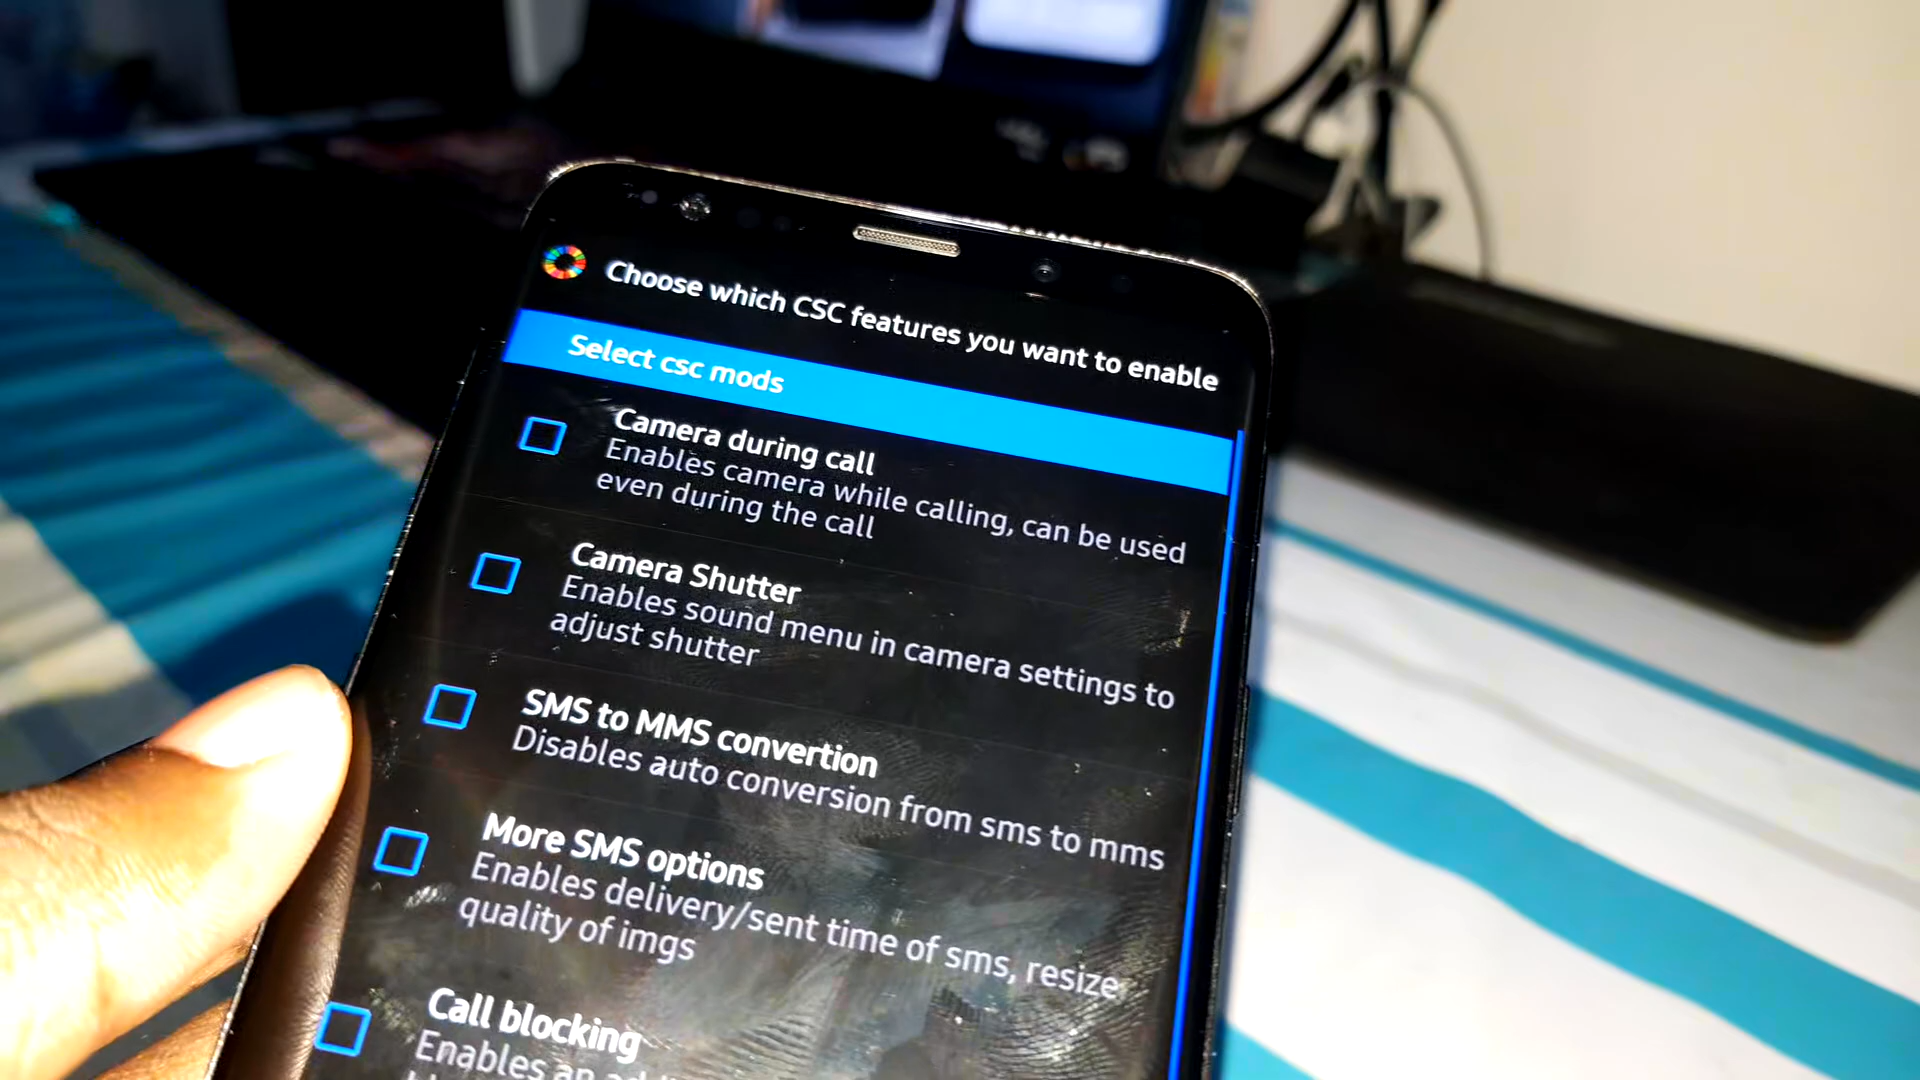 Choose which CSC features you want to enable
Select csc mods
Camera during call
Enables camera while calling, can be used
even during the call
Camera Shutter
Enables sound menu in camera settings to
adjust shutter
SMS to MMS convertion
Disables auto conversion from sms to mms
More SMS options
Enables delivery/sent time of sms, resize
quality of imgs
Call blocking
Enables an